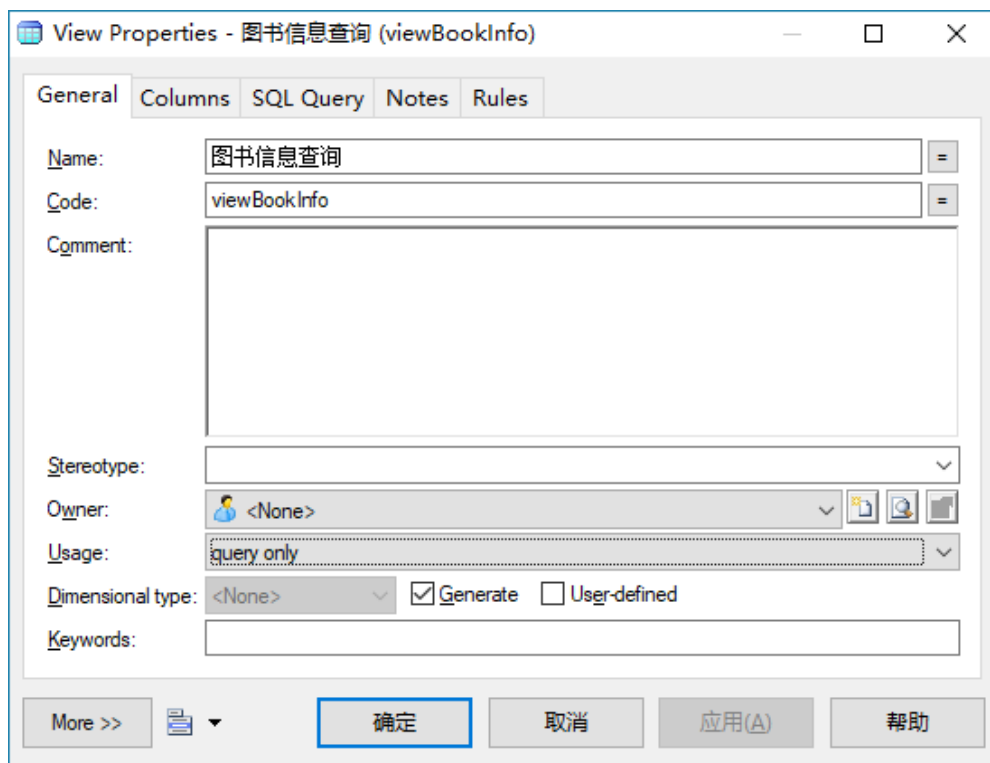 View Properties - 图书信息查询 (viewBookInfo)
General Columns SQL Query Notes Rules
Name: 图书信息查询 =
Code: viewBookInfo =
Comment:
Stereotype:
Owner: <None>
Usage: query only
Dimensional type: <None> Generate User-defined
Keywords:
More >> 确定 取消 应用(A) 帮助